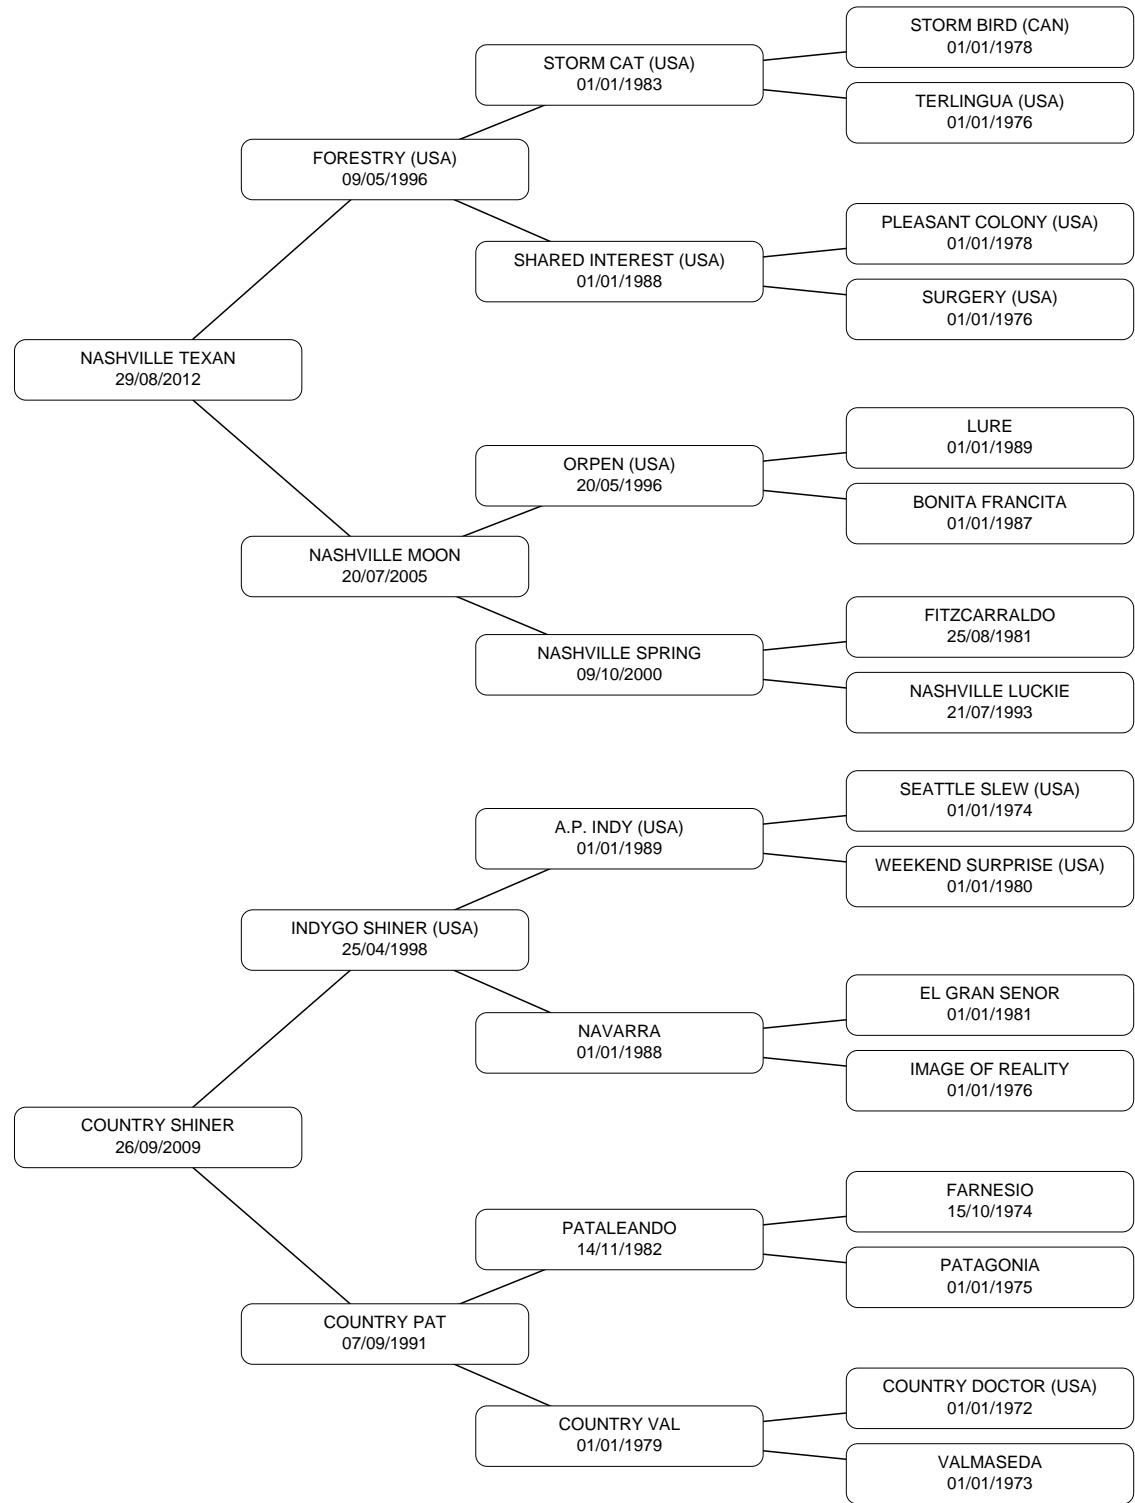 STORM BIRD (CAN)
01/01/1978
STORM CAT (USA)
01/01/1983
TERLINGUA (USA)
01/01/1976
FORESTRY (USA)
09/05/1996
PLEASANT COLONY (USA)
01/01/1978
SHARED INTEREST (USA)
01/01/1988
SURGERY (USA)
01/01/1976
NASHVILLE TEXAN
29/08/2012
LURE
01/01/1989
ORPEN (USA)
20/05/1996
BONITA FRANCITA
01/01/1987
NASHVILLE MOON
20/07/2005
FITZCARRALDO
25/08/1981
NASHVILLE SPRING
09/10/2000
NASHVILLE LUCKIE
21/07/1993
SEATTLE SLEW (USA)
01/01/1974
A.P. INDY (USA)
01/01/1989
WEEKEND SURPRISE (USA)
01/01/1980
INDYGO SHINER (USA)
25/04/1998
EL GRAN SENOR
01/01/1981
NAVARRA
01/01/1988
IMAGE OF REALITY
01/01/1976
COUNTRY SHINER
26/09/2009
FARNESIO
15/10/1974
PATALEANDO
14/11/1982
PATAGONIA
01/01/1975
COUNTRY PAT
07/09/1991
COUNTRY DOCTOR (USA)
01/01/1972
COUNTRY VAL
01/01/1979
VALMASEDA
01/01/1973